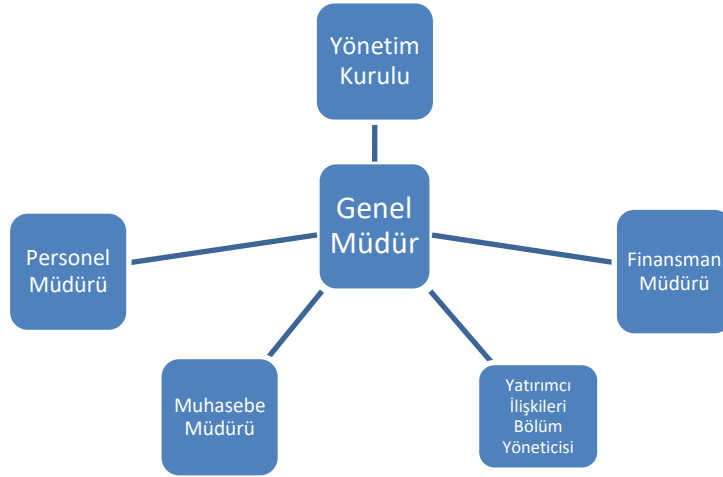 Yönetim
Kurulu
Genel
Müdür
Personel
Müdürü
Finansman
Müdürü
Muhasebe
Müdürü
Yatırımcı
İlişkileri
Bölüm
Yöneticisi